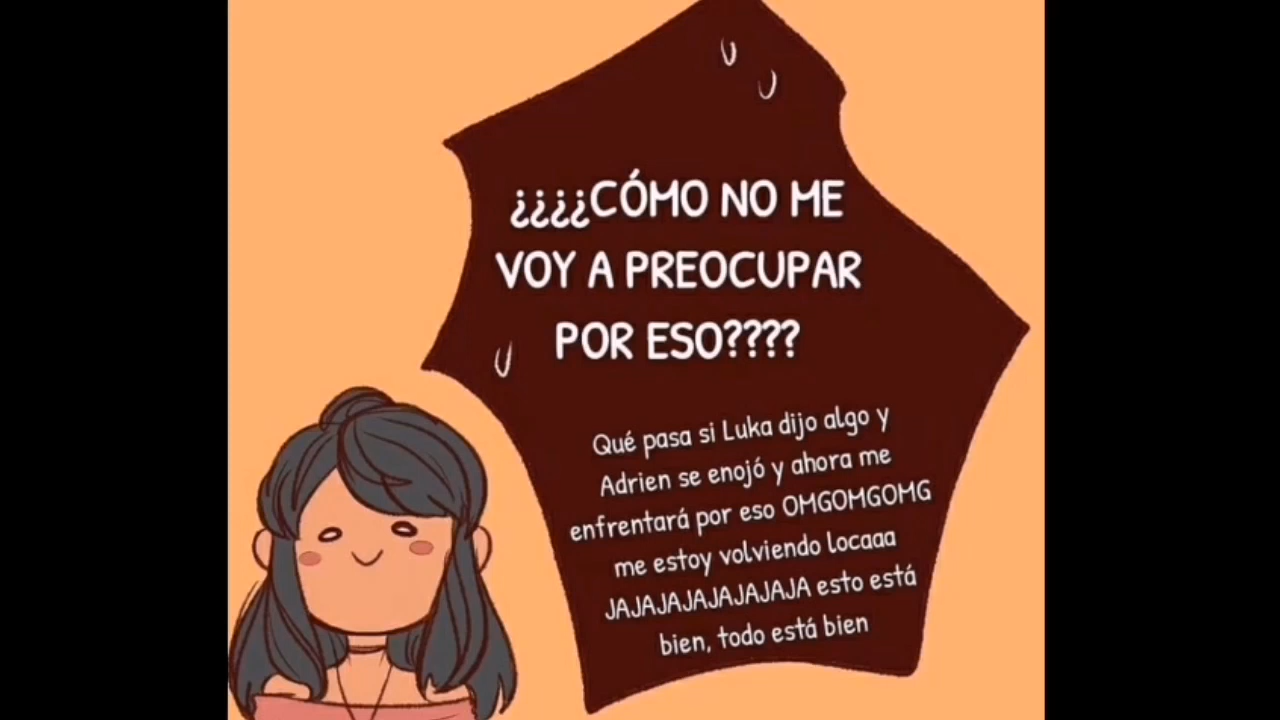 ¿¿¿¿CÓMO NO ME
VOY A PREOCUPAR
POR ESO????
Qué pasa si Luka dijo algo y
Adrien se enojó y ahora me
enfrentará por eso OMGOMGOMG
me estoy volviendo locaaa
JAJAJAJAJAJAJAJA esto está
bien, todo está bien